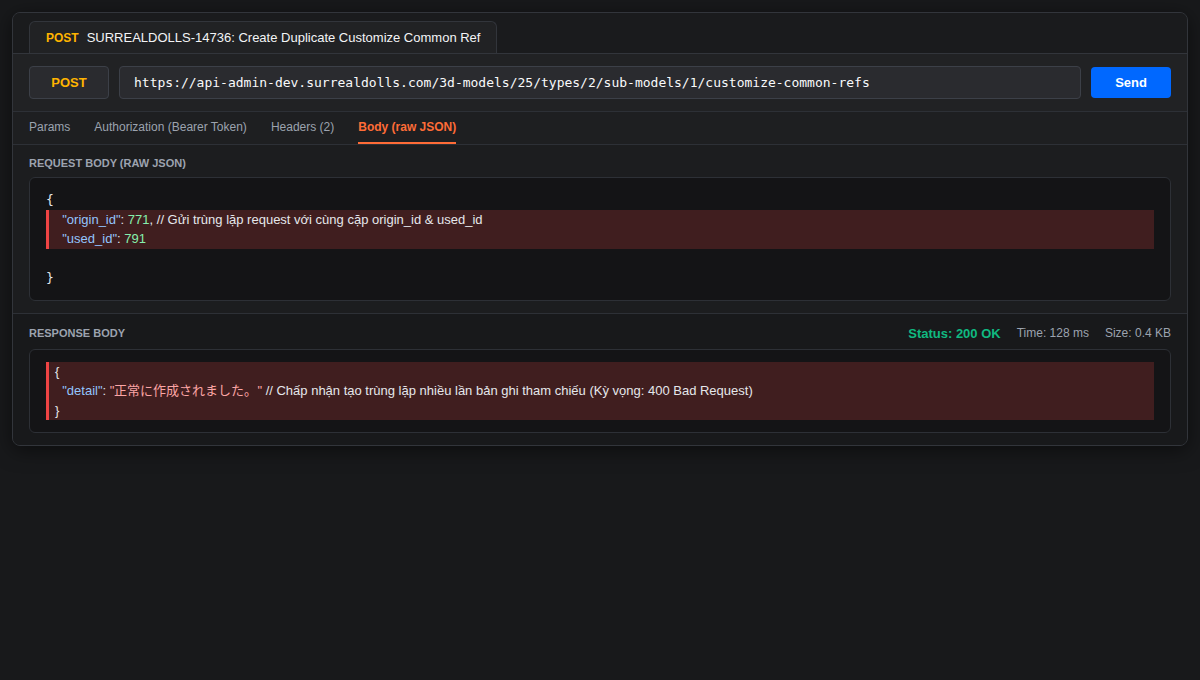 POST SURREALDOLLS-14736: Create Duplicate Customize Common Ref
POST https://api-admin-dev.surrealdolls.com/3d-models/25/types/2/sub-models/1/customize-common-refs Send
Params Authorization (Bearer Token) Headers (2) Body (raw JSON)
REQUEST BODY (RAW JSON)
{
"origin_id": 771, // Gửi trùng lặp request với cùng cặp origin_id & used_id
"used_id": 791
}
RESPONSE BODY Status: 200 OK Time: 128 ms Size: 0.4 KB
{
"detail": "正常に作成されました。" // Chấp nhận tạo trùng lặp nhiều lần bản ghi tham chiếu (Kỳ vọng: 400 Bad Request)
}